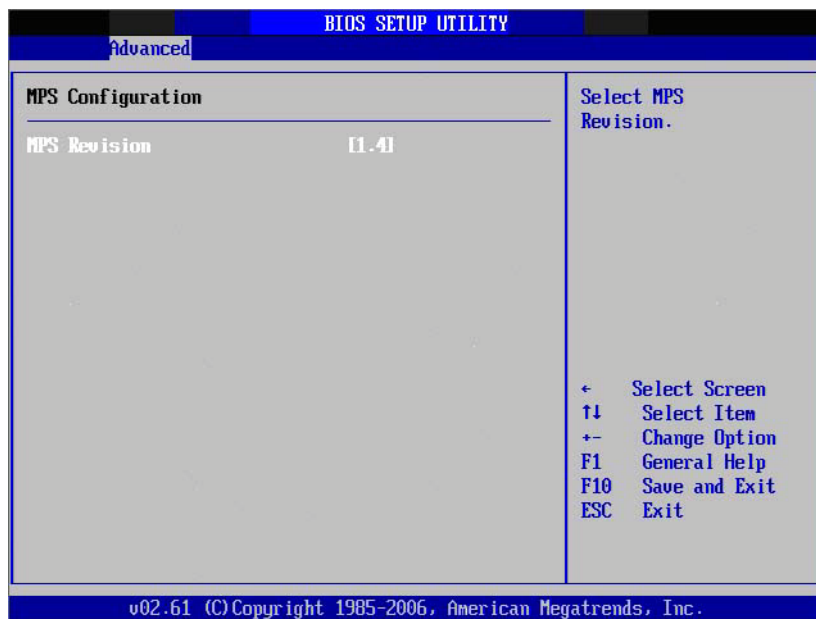 BIOS SETUP UTILITY
Advanced
MPS Configuration
MPS Revision [1.4]
Select MPS
Revision.
← Select Screen
↑↓ Select Item
+- Change Option
F1 General Help
F10 Save and Exit
ESC Exit
v02.61 (C)Copyright 1985-2006, American Megatrends, Inc.